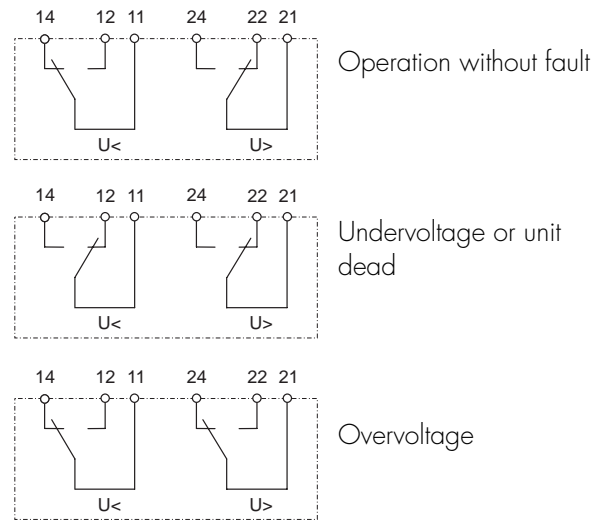 14 12 11 24 22 21
Operation without fault
U< U>
14 12 11 24 22 21
Undervoltage or unit
dead
U< U>
14 12 11 24 22 21
Overvoltage
U< U>